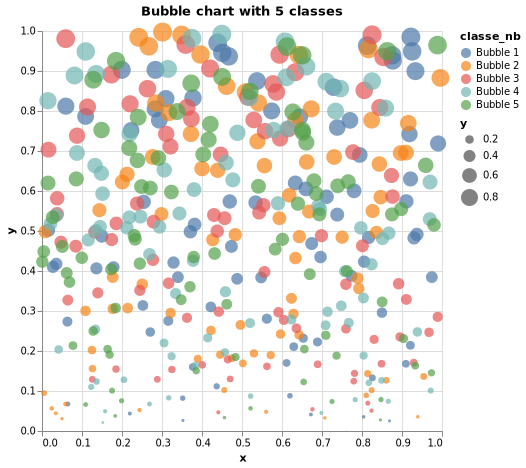 Bubble chart with 5 classes
classe_nb
Bubble 1
Bubble 2
Bubble 3
Bubble 4
Bubble 5
y
0.2
0.4
0.6
0.8
y
1.0
0.9
0.8
0.7
0.6
0.5
0.4
0.3
0.2
0.1
0.0
0.0 0.1 0.2 0.3 0.4 0.5 0.6 0.7 0.8 0.9 1.0
x